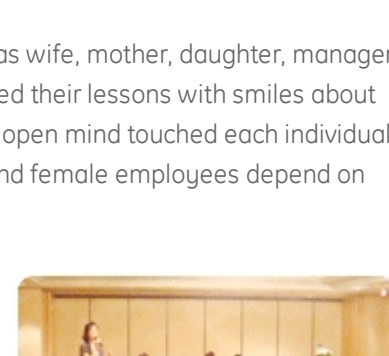 as wife, mother, daughter, manager
ed their lessons with smiles about
open mind touched each individual
nd female employees depend on